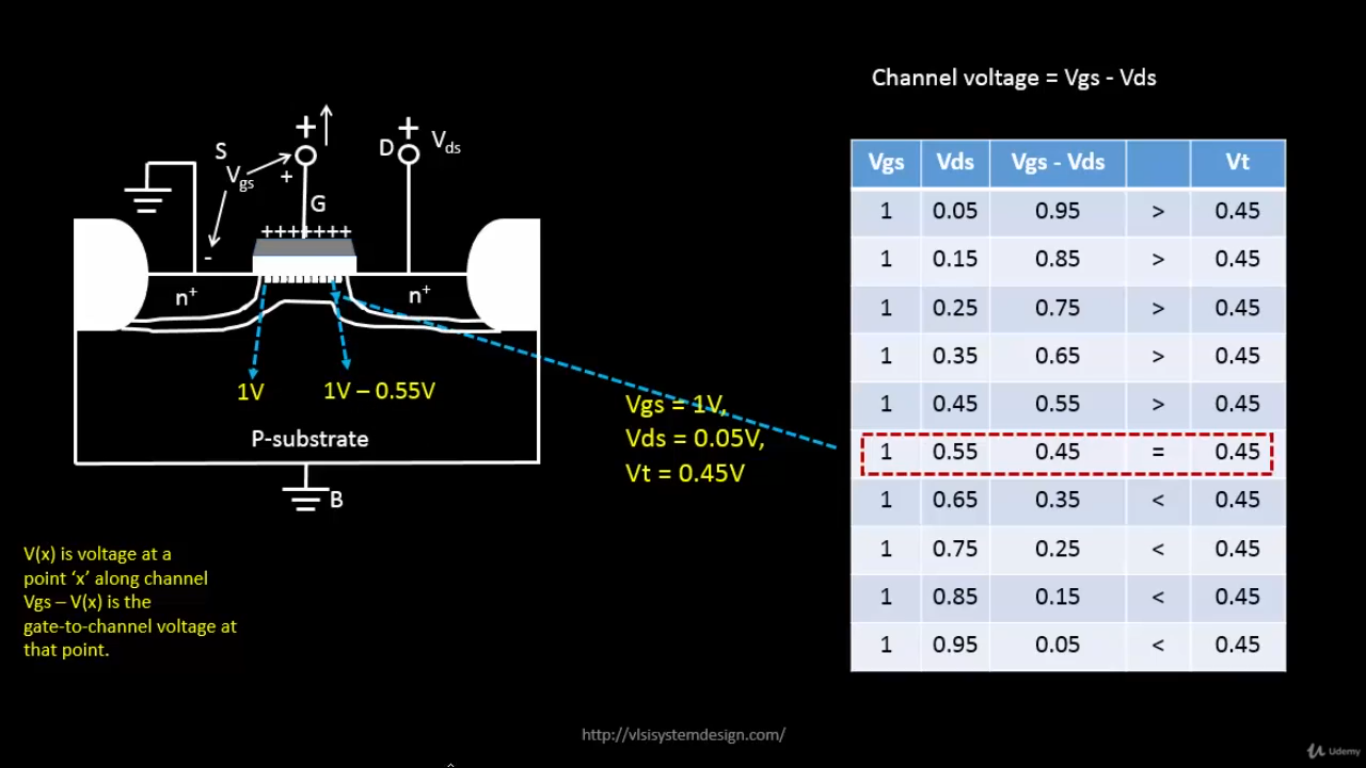 Channel voltage = Vgs - Vds
S
Vgs
+
+
+
D
Vds
G
+++++++
-
n+
n+
1V
1V – 0.55V
P-substrate
B
Vgs = 1V,
Vds = 0.05V,
Vt = 0.45V
Vgs Vds Vgs - Vds Vt
1 0.05 0.95 > 0.45
1 0.15 0.85 > 0.45
1 0.25 0.75 > 0.45
1 0.35 0.65 > 0.45
1 0.45 0.55 > 0.45
1 0.55 0.45 = 0.45
1 0.65 0.35 < 0.45
1 0.75 0.25 < 0.45
1 0.85 0.15 < 0.45
1 0.95 0.05 < 0.45
V(x) is voltage at a
point ‘x’ along channel
Vgs – V(x) is the
gate-to-channel voltage at
that point.
http://vlsisystemdesign.com/
Udemy